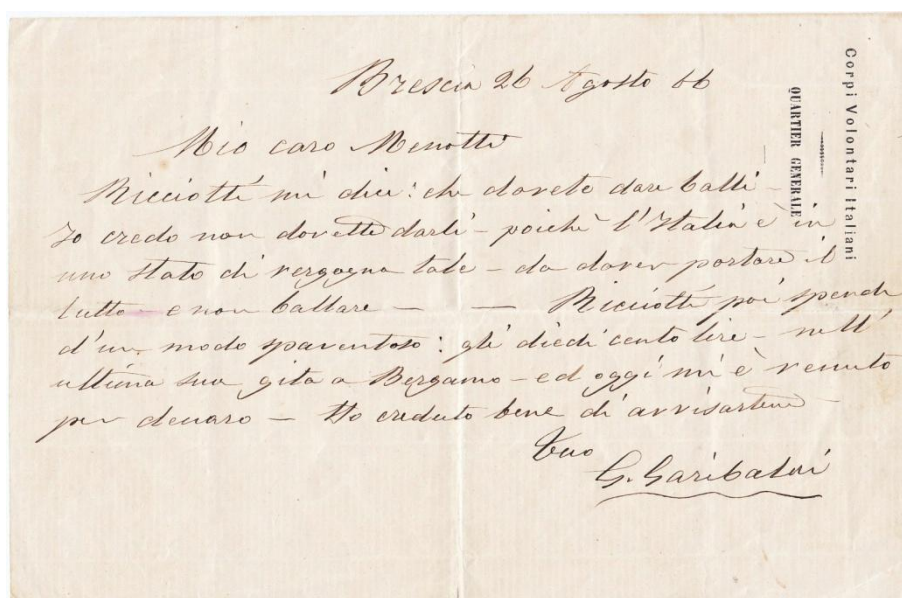 Corpi Volontari Italiani
QUARTIER GENERALE
Brescia 26 Agosto 66
Mio caro Menotti
Ricciotti mi dice: che dovete dare balli -
Io credo non dovette darli - poichè l'Italia è in
uno stato di vergogna tale - da dover portare il
lutto - e non ballare - - Ricciotti poi spende
d'un modo spaventoso: gli diedi cento lire - nell'
ultima sua gita a Bergamo - ed oggi mi è venuto
per denaro - Ho creduto bene di avvisartene
Tuo
G. Garibaldi